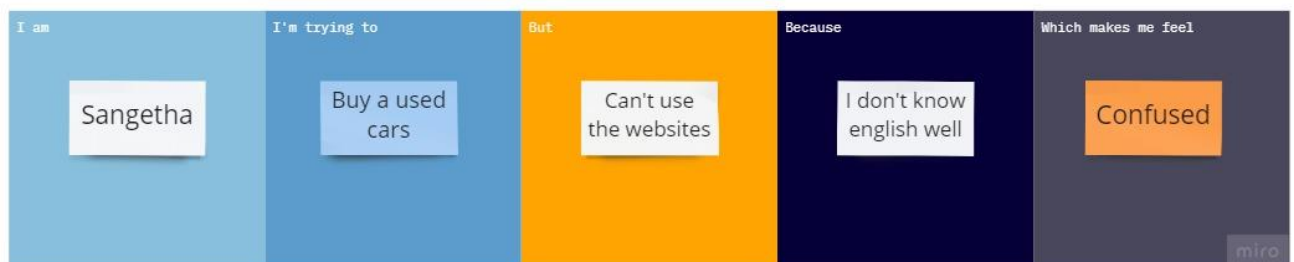 I am
I'm trying to
But
Because
Which makes me feel
Sangetha
Buy a used
cars
Can't use
the websites
I don't know
english well
Confused
miro